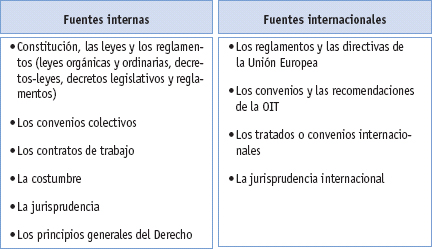 Fuentes internas
• Constitución, las leyes y los reglamen-
tos (leyes orgánicas y ordinarias, decre-
tos-leyes, decretos legislativos y regla-
mentos)
• Los convenios colectivos
• Los contratos de trabajo
• La costumbre
• La jurisprudencia
• Los principios generales del Derecho
Fuentes internacionales
• Los reglamentos y las directivas de
la Unión Europea
• Los convenios y las recomendaciones
de la OIT
• Los tratados o convenios internacio-
nales
• La jurisprudencia internacional